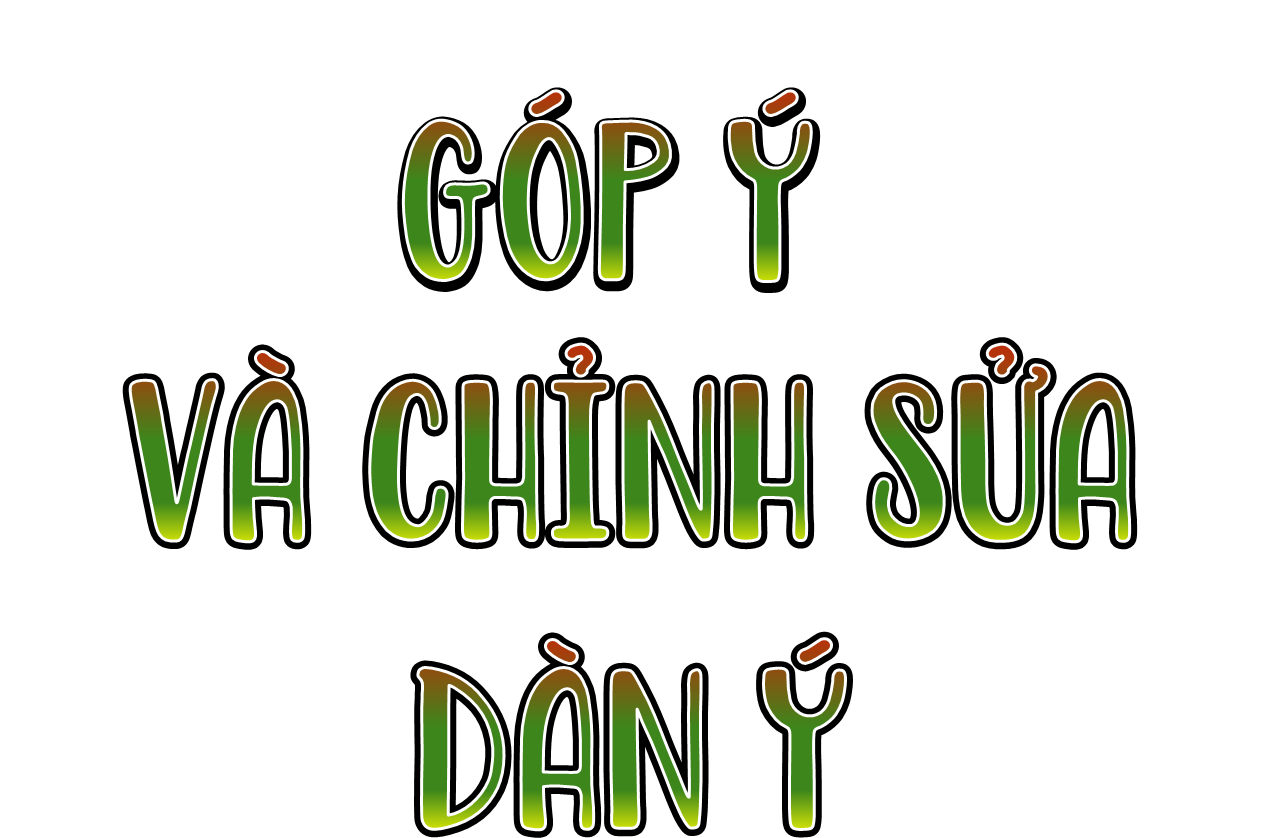 GÓP Ý
VÀ CHỈNH SỬA
DÀN Ý